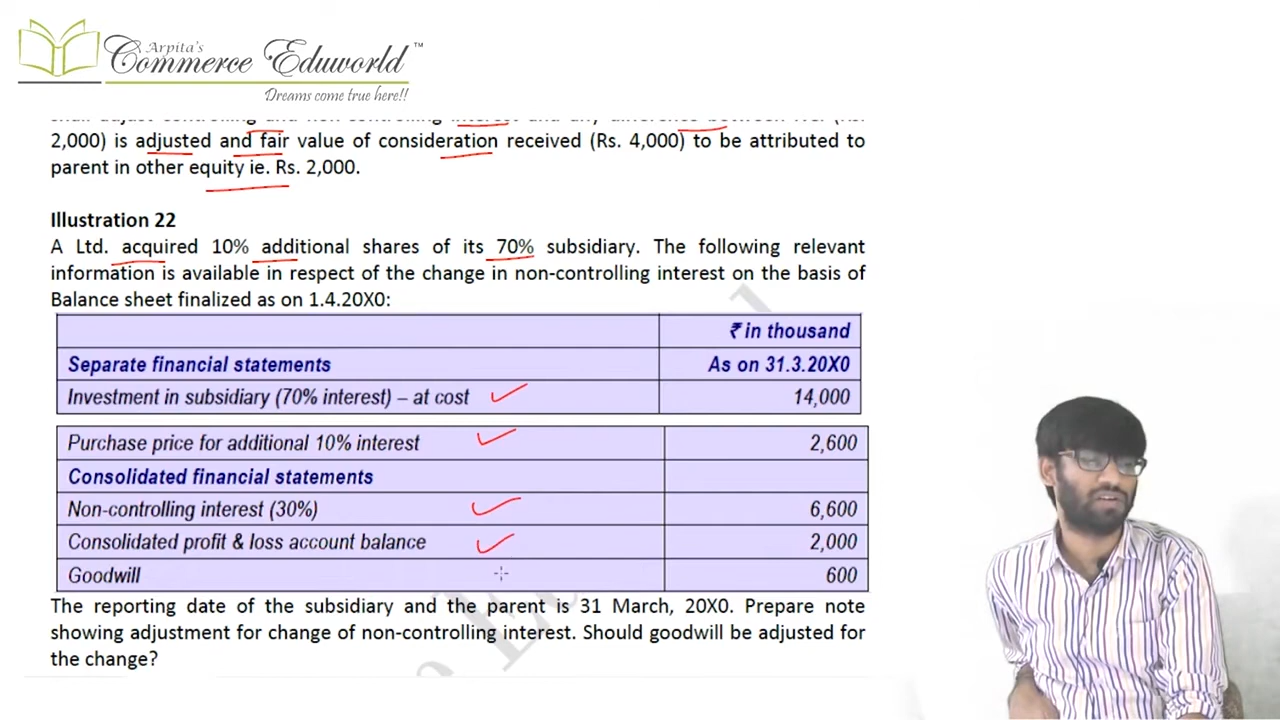 Arpita's
Commerce Eduworld™
Dreams come true here!!
2,000) is adjusted and fair value of consideration received (Rs. 4,000) to be attributed to
parent in other equity ie. Rs. 2,000.
Illustration 22
A Ltd. acquired 10% additional shares of its 70% subsidiary. The following relevant
information is available in respect of the change in non-controlling interest on the basis of
Balance sheet finalized as on 1.4.20X0:
₹ in thousand
Separate financial statements As on 31.3.20X0
Investment in subsidiary (70% interest) – at cost 14,000
Purchase price for additional 10% interest 2,600
Consolidated financial statements
Non-controlling interest (30%) 6,600
Consolidated profit & loss account balance 2,000
Goodwill 600
The reporting date of the subsidiary and the parent is 31 March, 20X0. Prepare note
showing adjustment for change of non-controlling interest. Should goodwill be adjusted for
the change?